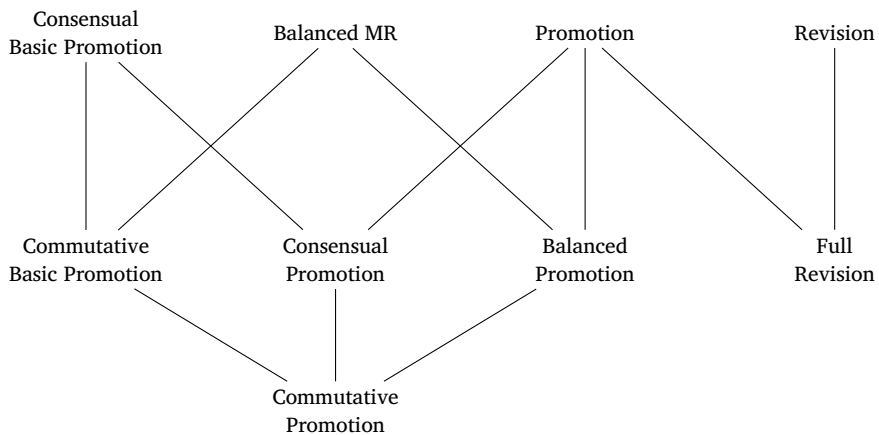 Consensual
Basic Promotion
Balanced MR
Promotion
Revision
Commutative
Basic Promotion
Consensual
Promotion
Balanced
Promotion
Full
Revision
Commutative
Promotion